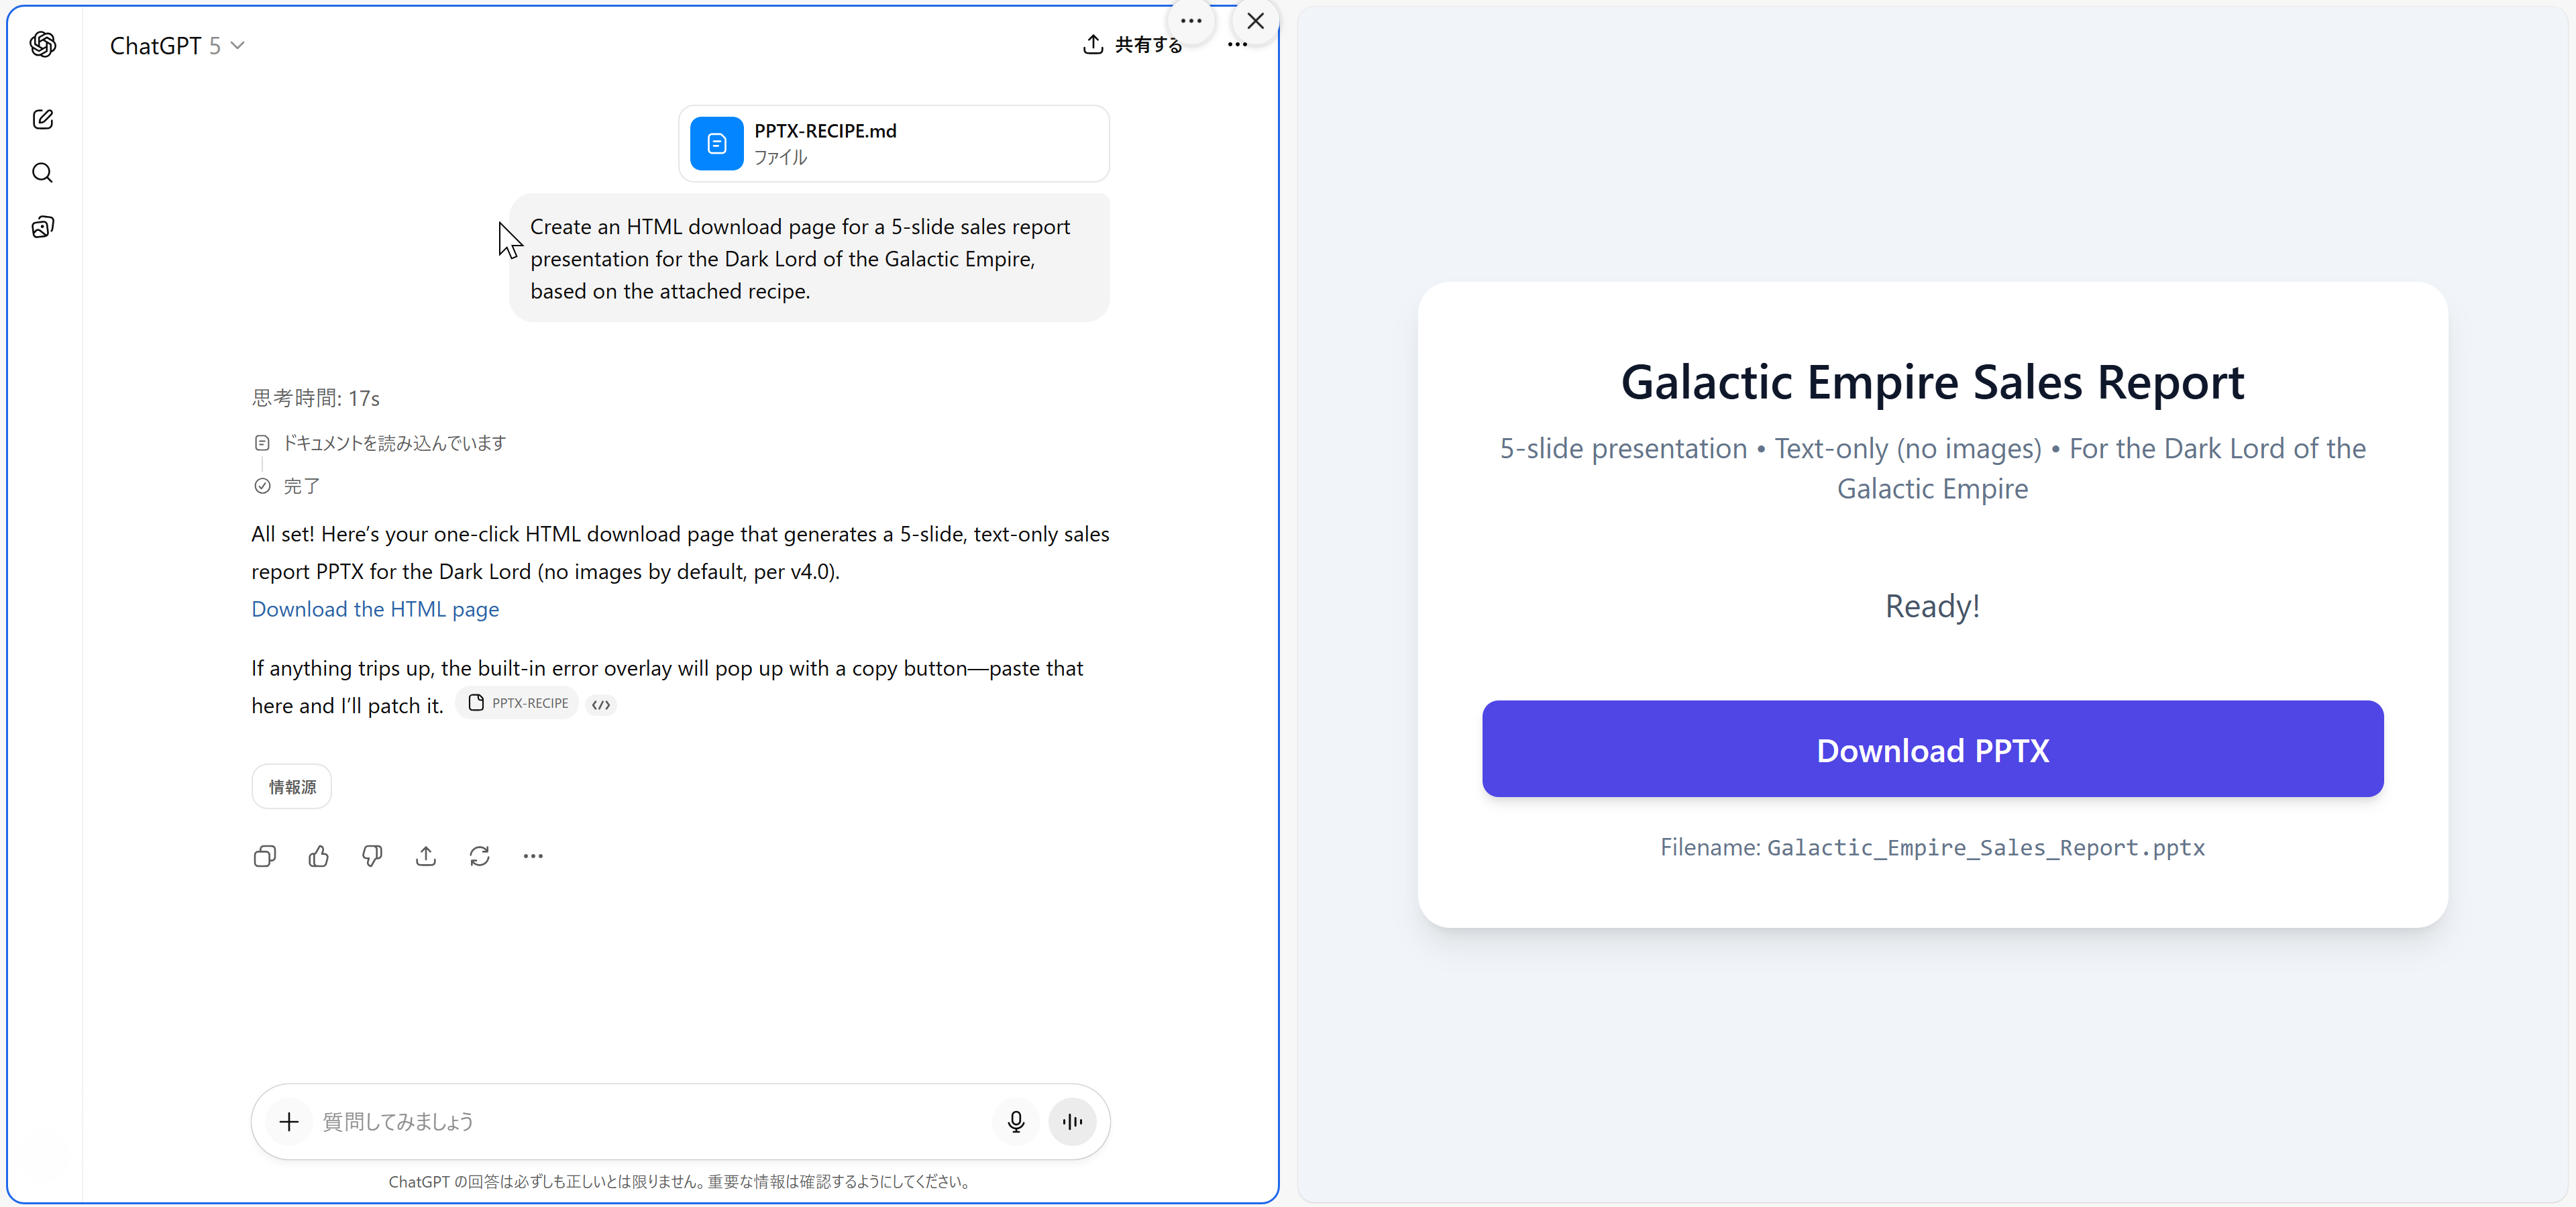 ChatGPT 5
共有する
PPTX-RECIPE.md
ファイル
Create an HTML download page for a 5-slide sales report
presentation for the Dark Lord of the Galactic Empire,
based on the attached recipe.
思考時間: 17s
ドキュメントを読み込んでいます
完了
All set! Here’s your one-click HTML download page that generates a 5-slide, text-only sales
report PPTX for the Dark Lord (no images by default, per v4.0).
Download the HTML page
If anything trips up, the built-in error overlay will pop up with a copy button—paste that
here and I’ll patch it. PPTX-RECIPE
情報源
質問してみましょう
ChatGPT の回答は必ずしも正しいとは限りません。重要な情報は確認するようにしてください。
Galactic Empire Sales Report
5-slide presentation • Text-only (no images) • For the Dark Lord of the
Galactic Empire
Ready!
Download PPTX
Filename: Galactic_Empire_Sales_Report.pptx